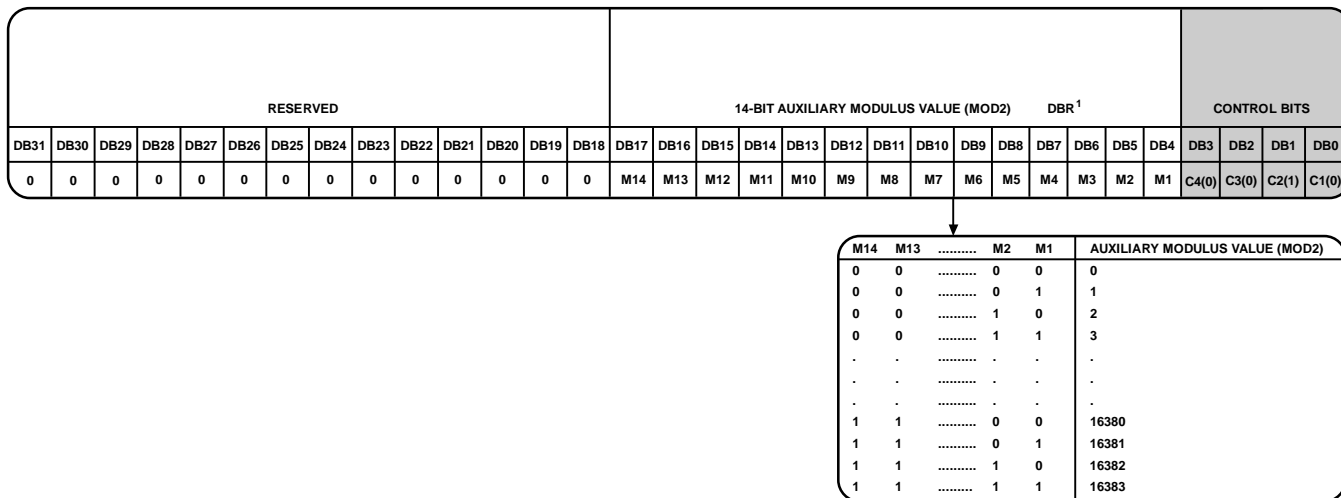 RESERVED 14-BIT AUXILIARY MODULUS VALUE (MOD2) DBR1 CONTROL BITS
DB31 DB30 DB29 DB28 DB27 DB26 DB25 DB24 DB23 DB22 DB21 DB20 DB19 DB18 DB17 DB16 DB15 DB14 DB13 DB12 DB11 DB10 DB9 DB8 DB7 DB6 DB5 DB4 DB3 DB2 DB1 DB0
0 0 0 0 0 0 0 0 0 0 0 0 0 0 M14 M13 M12 M11 M10 M9 M8 M7 M6 M5 M4 M3 M2 M1 C4(0) C3(0) C2(1) C1(0)
M14 M13 .......... M2 M1 AUXILIARY MODULUS VALUE (MOD2)
0 0 .......... 0 0 0
0 0 .......... 0 1 1
0 0 .......... 1 0 2
0 0 .......... 1 1 3
. . .......... . . .
. . .......... . . .
. . .......... . . .
1 1 .......... 0 0 16380
1 1 .......... 0 1 16381
1 1 .......... 1 0 16382
1 1 ......... 1 1 16383